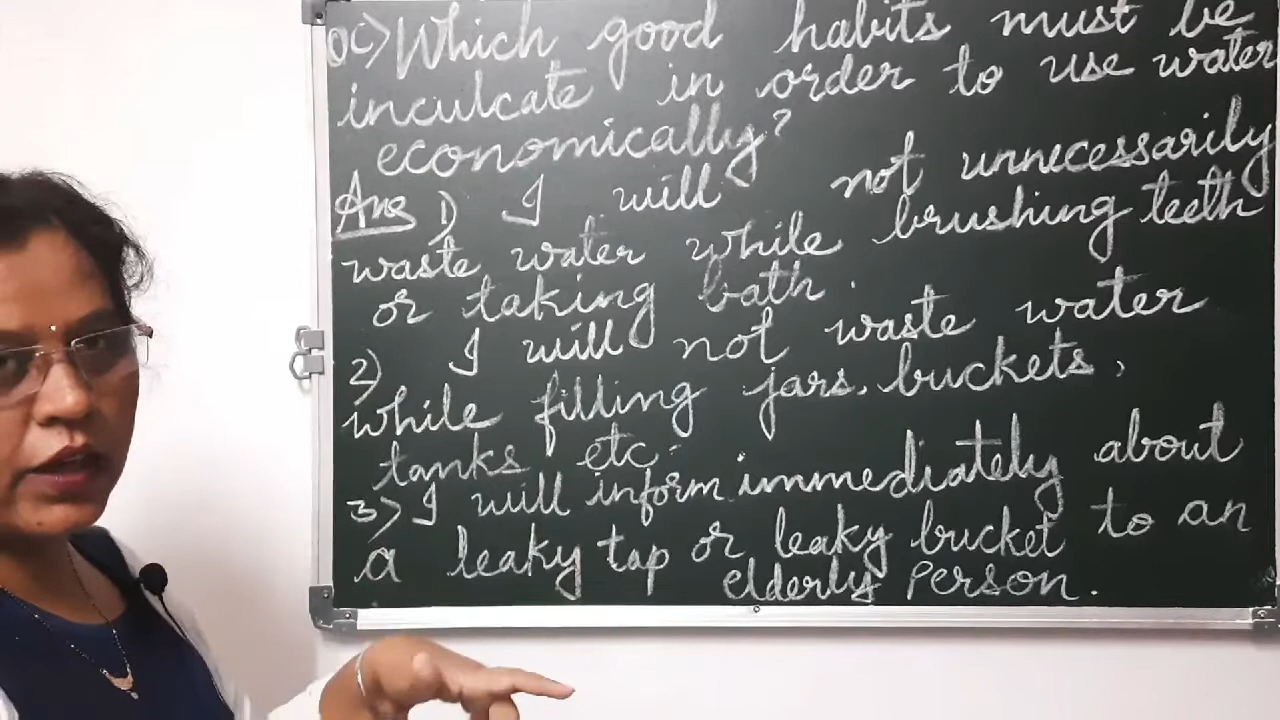 Q c) Which good habits must be
inculcate in order to use water
economically?
Ans 1) I will not unnecessarily
waste water while brushing teeth
or taking bath.
2) I will not waste water
while filling jars, buckets,
tanks etc.
3) I will inform immediately about
a leaky tap or leaky bucket to an
elderly person.